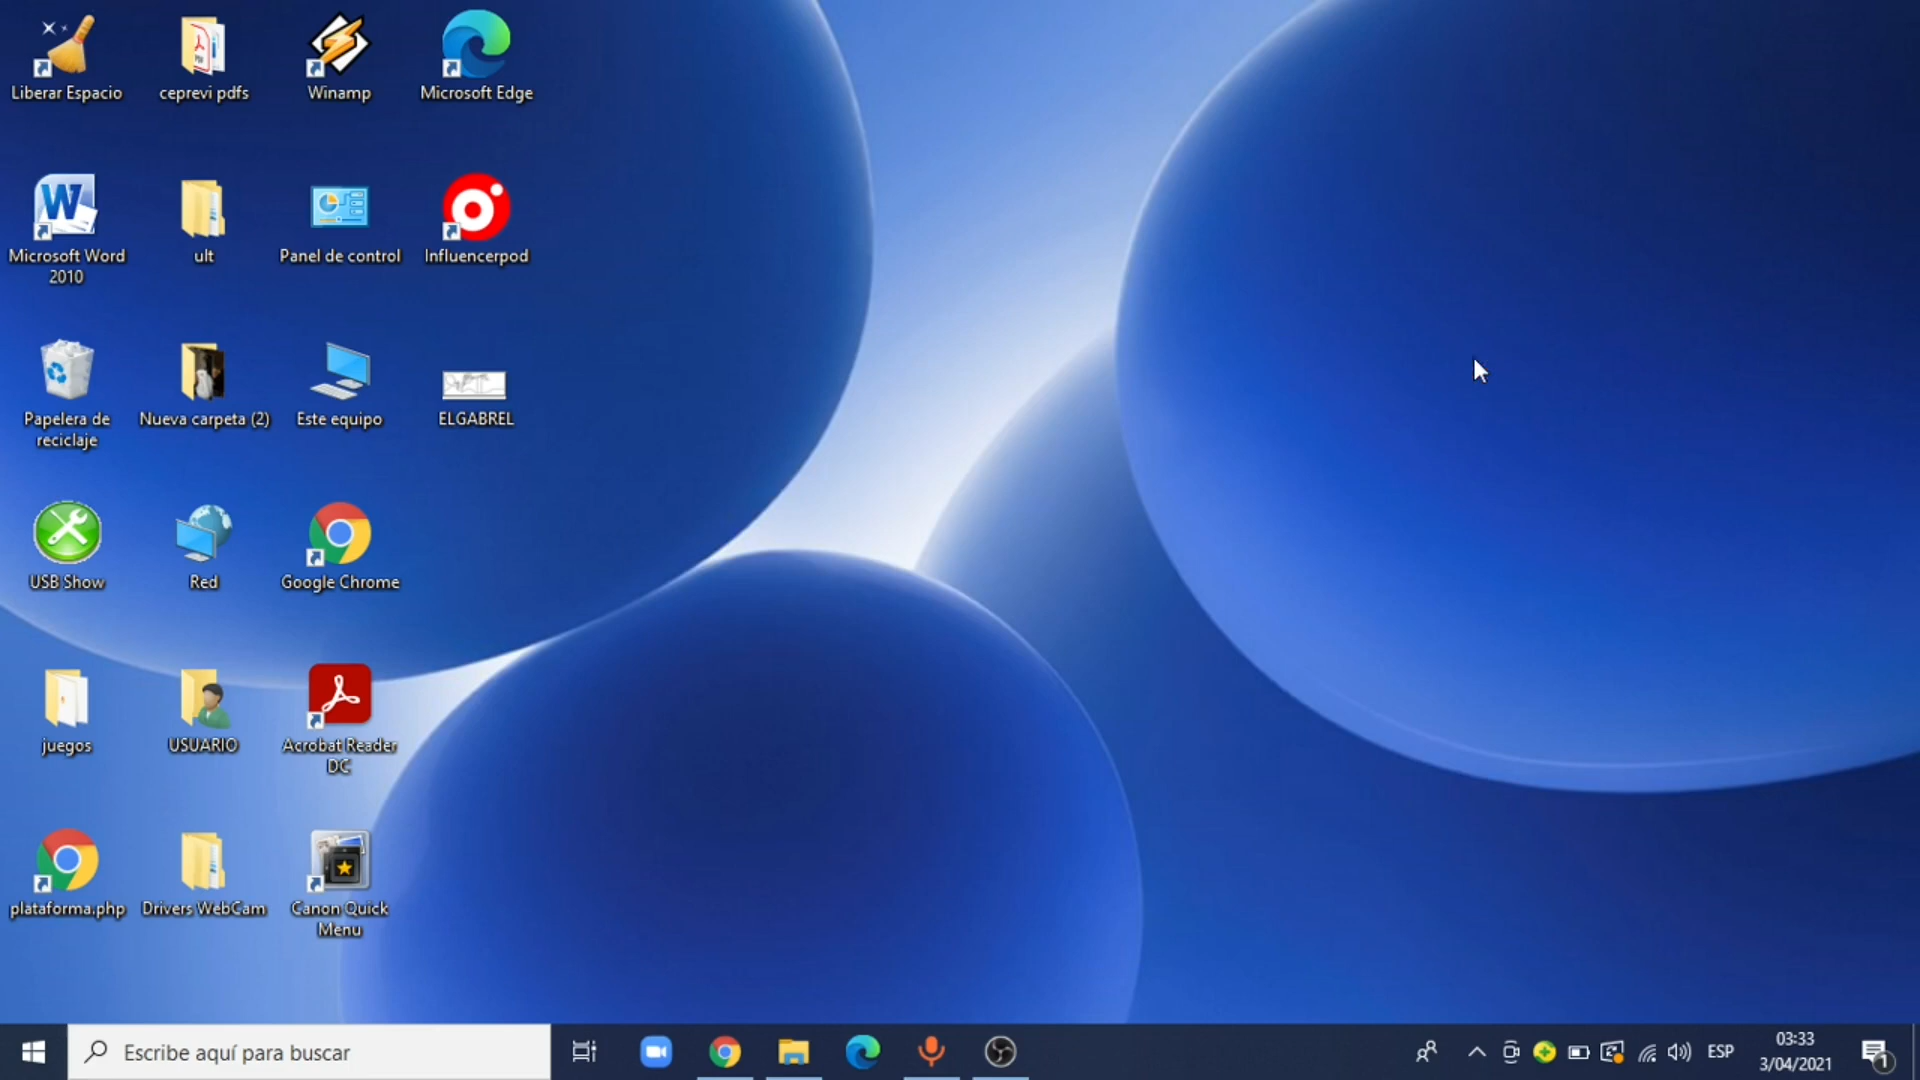 Liberar Espacio
ceprevi pdfs
Winamp
Microsoft Edge
Microsoft Word
2010
ult
Panel de control
Influencerpod
Papelera de
reciclaje
Nueva carpeta (2)
Este equipo
ELGABREL
USB Show
Red
Google Chrome
juegos
USUARIO
Acrobat Reader
DC
plataforma.php
Drivers WebCam
Canon Quick
Menu
Escribe aquí para buscar
ESP
03:33
3/04/2021
1